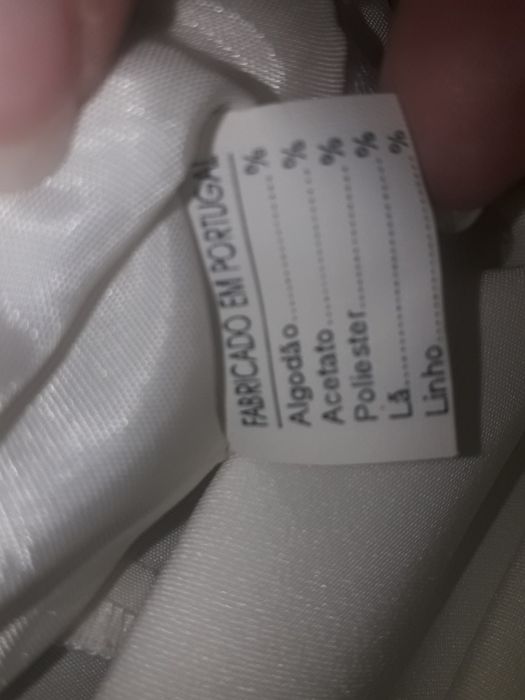 FABRICADO EM PORTUGAL
Algodão..................%
Acetato..................%
Poliester..................%
Lã..................%
Linho..................%